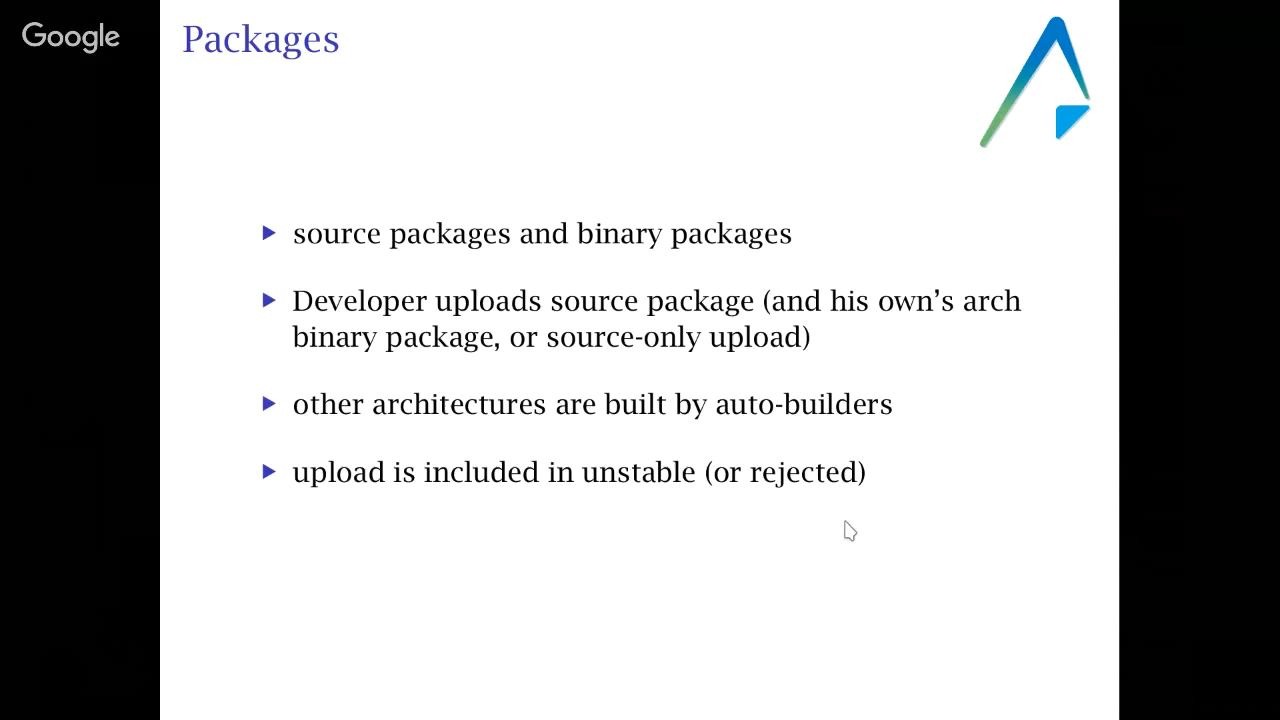 Google
Packages
source packages and binary packages
Developer uploads source package (and his own’s arch
binary package, or source-only upload)
other architectures are built by auto-builders
upload is included in unstable (or rejected)